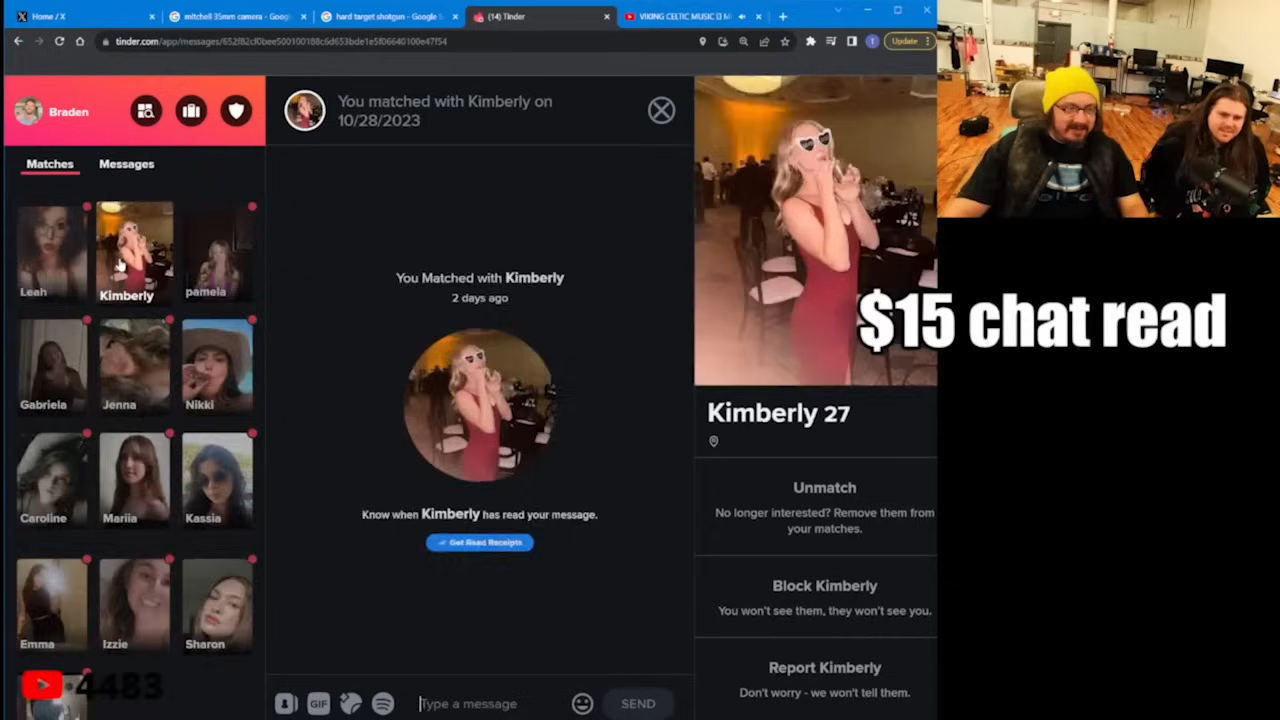 Home / X
mitchell 35mm camera - Goog
hard target shotgun - Google S
(14) Tinder
VIKING CELTIC MUSIC
tinder.com/app/messages/652f82cf0bee500100188c6d653bde1e5f06640100e47f54
Update
Braden
Matches
Messages
Leah
Kimberly
pamela
Gabriela
Jenna
Nikki
Caroline
Mariia
Kassia
Emma
Izzie
Sharon
4483
You matched with Kimberly on
10/28/2023
You Matched with Kimberly
2 days ago
Know when Kimberly has read your message.
Get Read Receipts
GIF
Type a message
SEND
Kimberly 27
Unmatch
No longer interested? Remove them from
your matches.
Block Kimberly
You won't see them, they won't see you.
Report Kimberly
Don't worry - we won't tell them.
$15 chat read